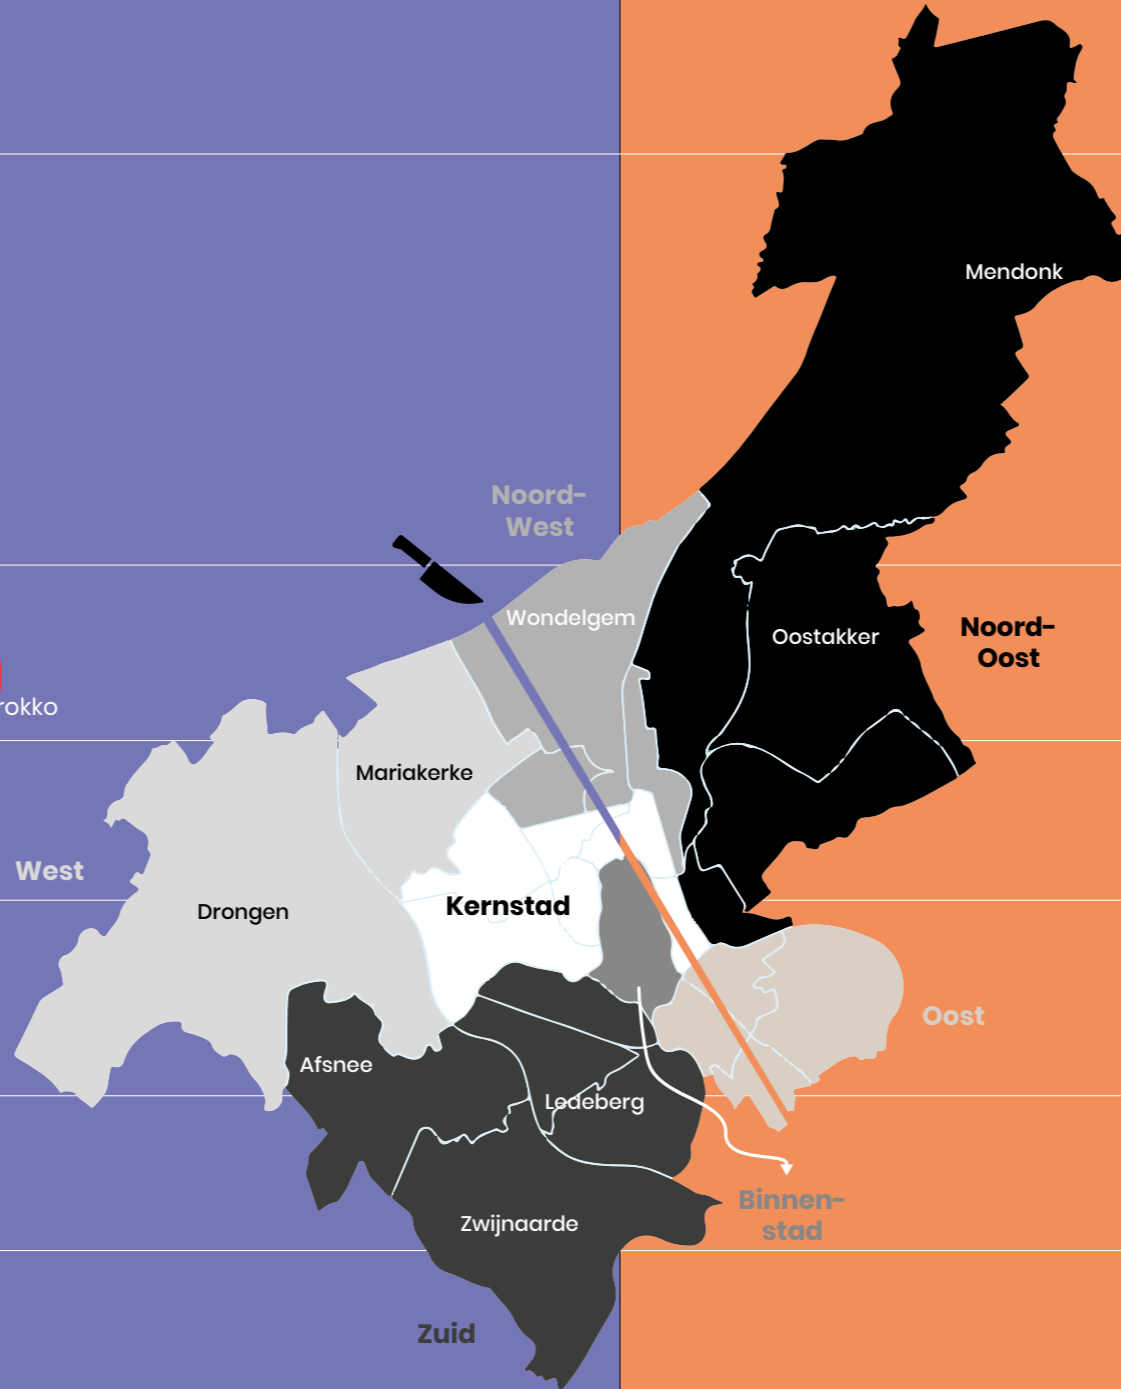 Mendonk
Noord-
West
Wondelgem
Oostakker
Noord-
Oost
rokko
Mariakerke
West
Drongen
Kernstad
Oost
Afsnee
Ledeberg
Binnen-
stad
Zwijnaarde
Zuid